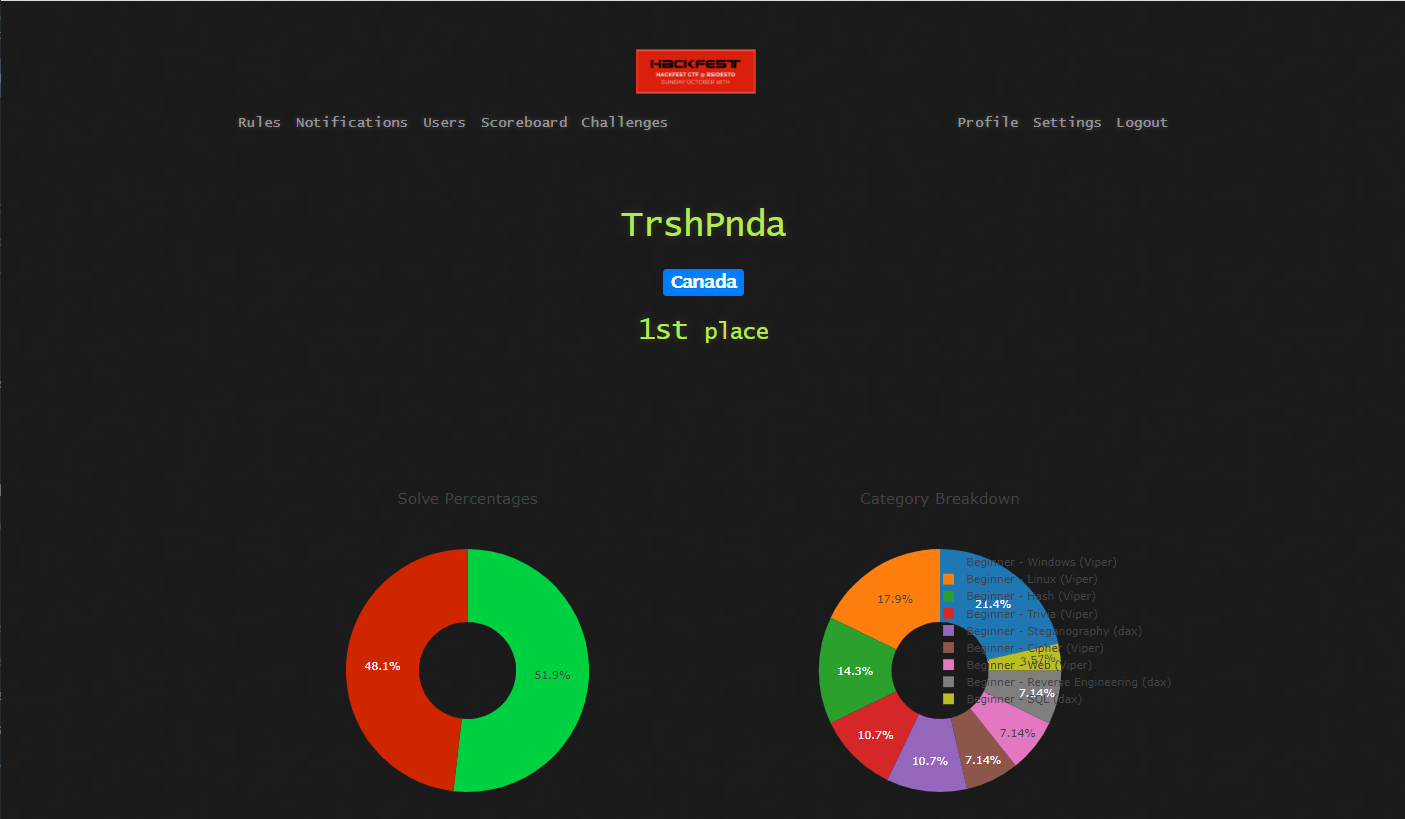 HACKFEST
HACKFEST CTF @ BSIDESTO
SUNDAY OCTOBER 18TH
Rules Notifications Users Scoreboard Challenges Profile Settings Logout
TrshPnda
Canada
1st place
Solve Percentages
48.1%
51.9%
Category Breakdown
Beginner - Windows (Viper)
Beginner - Linux (Viper)
Beginner - Hash (Viper)
Beginner - Trivia (Viper)
Beginner - Steganography (dax)
Beginner - Cipher (Viper)
Beginner - Web (Viper)
Beginner - Reverse Engineering (dax)
Beginner - SQL (dax)
17.9%
21.4%
3.57%
14.3%
7.14%
7.14%
10.7%
10.7%
7.14%